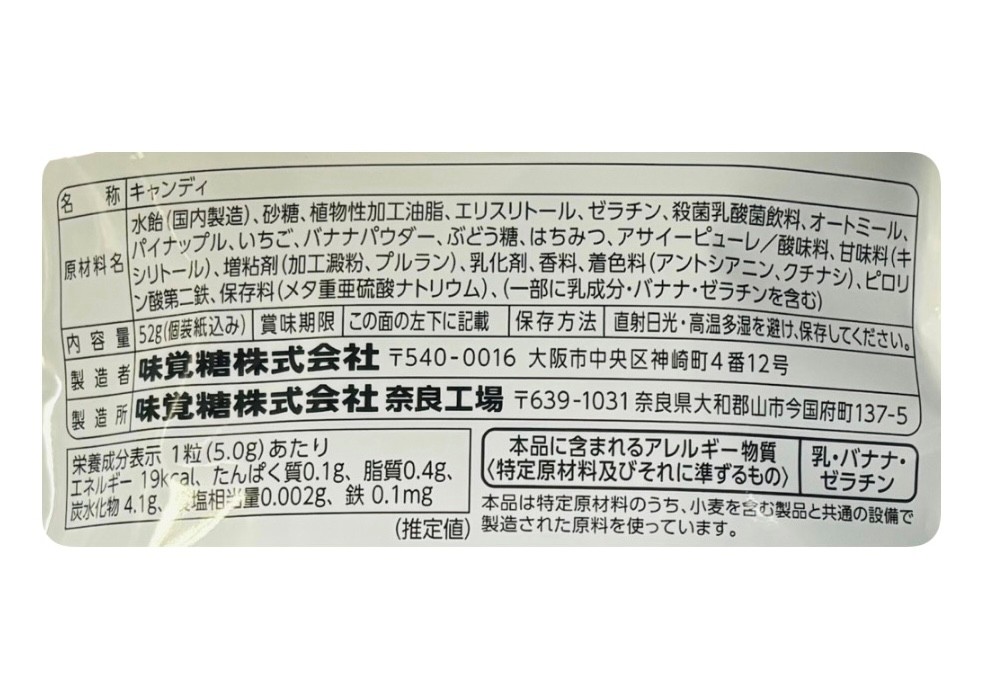 名称 キャンディ
原材料名 水飴(国内製造)、砂糖、植物性加工油脂、エリスリトール、ゼラチン、殺菌乳酸菌飲料、オートミール、
パイナップル、いちご、バナナパウダー、ぶどう糖、はちみつ、アサイーピューレ/酸味料、甘味料(キ
シリトール)、増粘剤(加工澱粉、プルラン)、乳化剤、香料、着色料(アントシアニン、クチナシ)、ピロリ
ン酸第二鉄、保存料(メタ重亜硫酸ナトリウム)、(一部に乳成分・バナナ・ゼラチンを含む)
内容量 52g(個装紙込み) 賞味期限 この面の左下に記載 保存方法 直射日光・高温多湿を避け、保存してください。
製造者 味覚糖株式会社 〒540-0016 大阪市中央区神崎町4番12号
製造所 味覚糖株式会社 奈良工場 〒639-1031 奈良県大和郡山市今国府町137-5
栄養成分表示 1粒(5.0g)あたり
エネルギー 19kcal、たんぱく質0.1g、脂質0.4g、
炭水化物 4.1g、塩相当量0.002g、鉄 0.1mg
(推定値)
本品に含まれるアレルギー物質
〈特定原材料及びそれに準ずるもの〉
乳・バナナ・
ゼラチン
本品は特定原材料のうち、小麦を含む製品と共通の設備で
製造された原料を使っています。